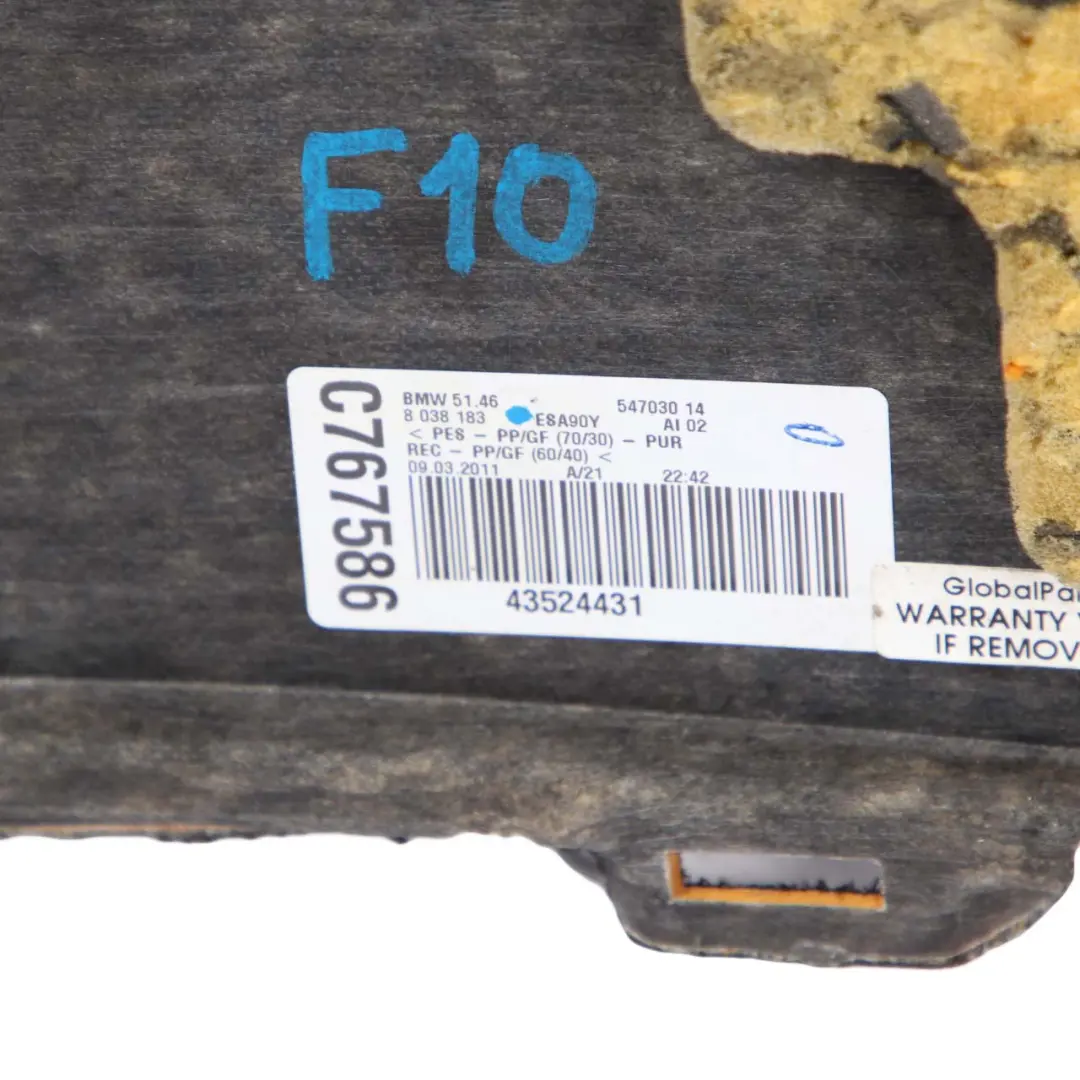 F10
C767586
BMW 51.46 547030 14
8 038 183 E8A90Y AI 02
< PES - PP/GF (70/30) - PUR
REC - PP/GF (60/40) <
09.03.2011 A/21 22:42
43524431
GlobalPa
WARRANTY
IF REMOV